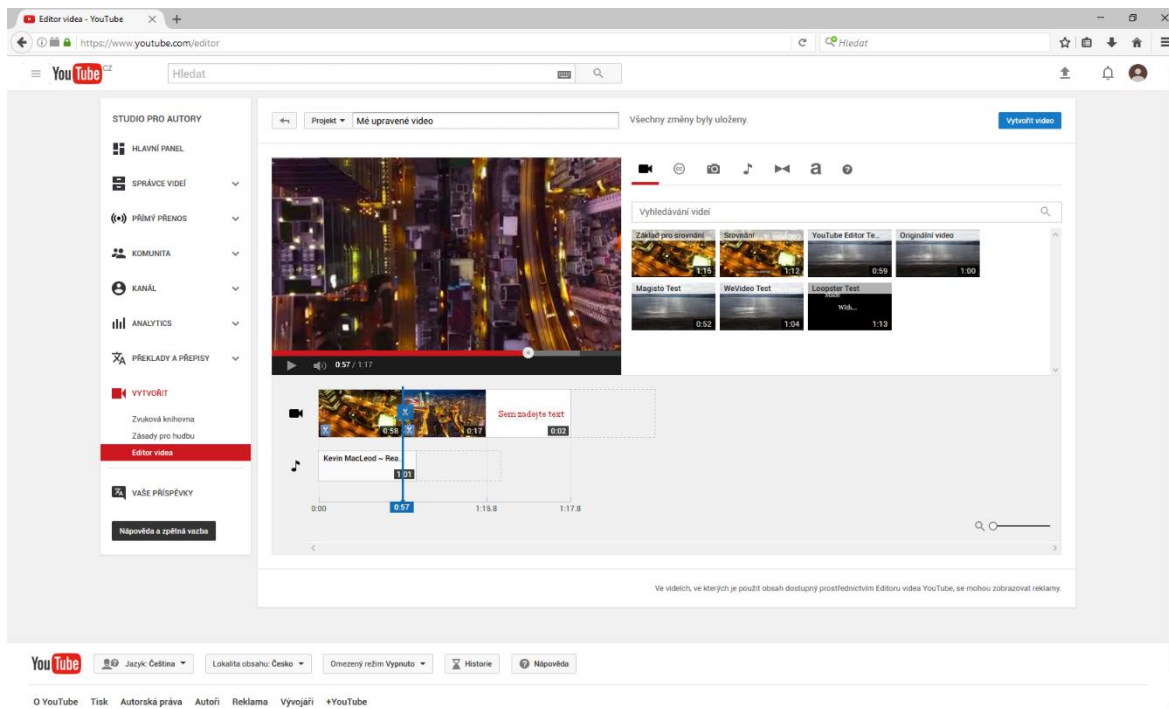 Editor videa - YouTube
https://www.youtube.com/editor
Hledat
YouTube CZ
Hledat
STUDIO PRO AUTORY
HLAVNÍ PANEL
SPRÁVCE VIDEÍ
PŘÍMÝ PŘENOS
KOMUNITA
KANÁL
ANALYTICS
PŘEKLADY A PŘEPISY
VYTVOŘIT
Zvuková knihovna
Zásady pro hudbu
Editor videa
VAŠE PŘÍSPĚVKY
Nápověda a zpětná vazba
Projekt
Mé upravené video
Všechny změny byly uloženy.
Vytvořit video
0:57 / 1:17
cc
a
Vyhledávání videí
Základ pro srovnání
1:15
Srovnání
1:12
YouTube Editor Te...
0:59
Originální video
1:00
Magisto Test
0:52
WeVideo Test
1:04
Loopster Test
Made
With...
1:13
0:58
0:17
Sem zadejte text
0:02
Kevin MacLeod ~ Rea...
1:01
0:00
0:57
1:15.8
1:17.8
Ve videích, ve kterých je použit obsah dostupný prostřednictvím Editoru videa YouTube, se mohou zobrazovat reklamy.
YouTube
Jazyk: Čeština
Lokalita obsahu: Česko
Omezený režim Vypnuto
Historie
Nápověda
O YouTube Tisk Autorská práva Autoři Reklama Vývojáři +YouTube